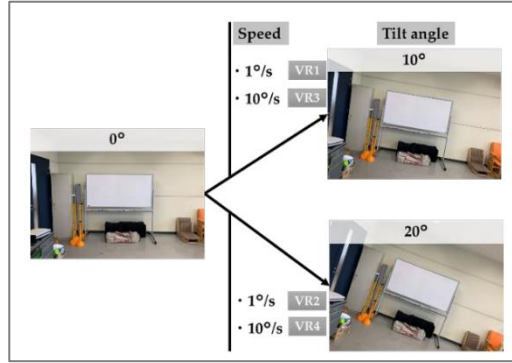 Speed
Tilt angle
10°
· 1°/s VR1
· 10°/s VR3
0°
20°
· 1°/s VR2
· 10°/s VR4